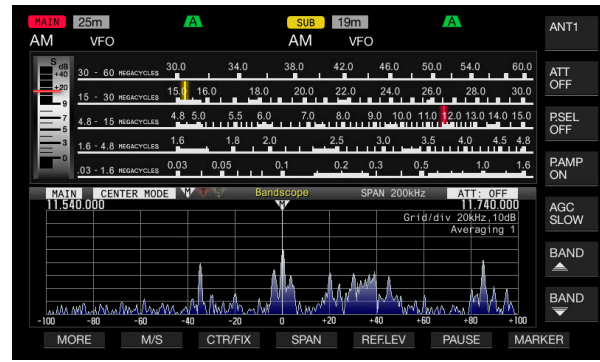 MAIN 25m A SUB 19m A ANT1
AM VFO AM VFO
S dB
+40
+20
9
7
5
3
0
30 - 60 MEGACYCLES 30.0 34.0 38.0 42.0 46.0 50.0 54.0 60.0
15 - 30 MEGACYCLES 15.0 16.0 18.0 20.0 22.0 24.0 26.0 28.0 30.0
4.8 - 15 MEGACYCLES 4.8 5.0 5.5 6.0 7.0 8.0 9.0 10.0 11.0 12.0 13.0 14.0 15.0
1.6 - 4.8 MEGACYCLES 1.6 1.8 2.0 2.5 3.0 3.5 4.0 4.5 4.8
.03 - 1.6 MEGACYCLES 0.03 0.05 0.1 0.2 0.3 0.5 1.0 1.6
ATT
OFF
P.SEL
OFF
P.AMP
ON
AGC
SLOW
BAND
BAND
MAIN CENTER MODE M T S Bandscope SPAN 200kHz ATT: OFF
11.540.000 M 11.740.000
Grid/div 20kHz,10dB
Averaging 1
-100 -80 -60 -40 -20 0 +20 +40 +60 +80 +100
MORE M/S CTR/FIX SPAN REF.LEV PAUSE MARKER